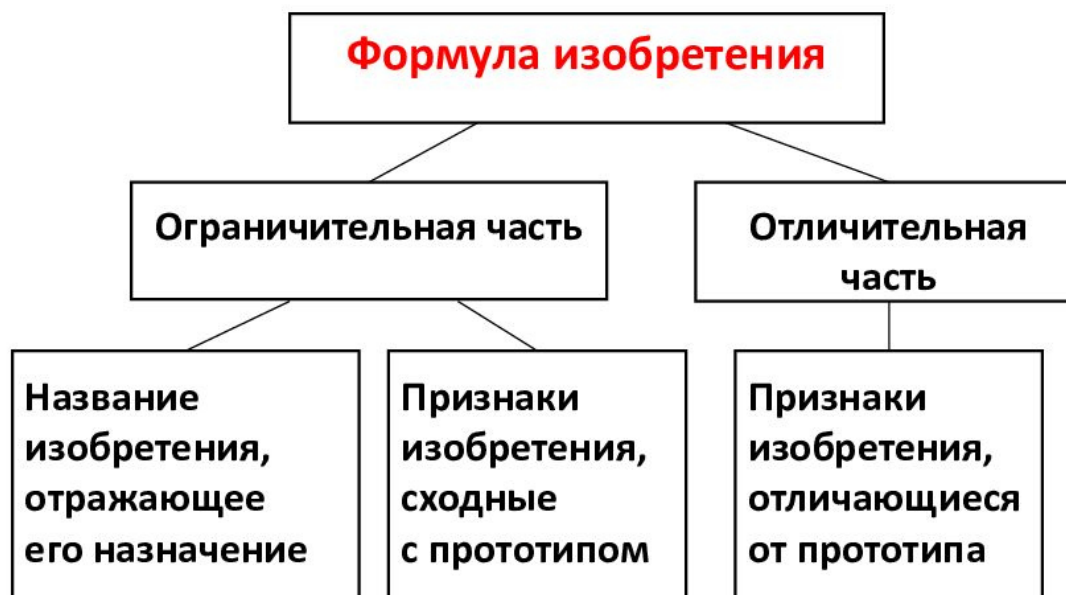 Формула изобретения
Ограничительная часть
Отличительная
часть
Название
изобретения,
отражающее
его назначение
Признаки
изобретения,
сходные
с прототипом
Признаки
изобретения,
отличающиеся
от прототипа